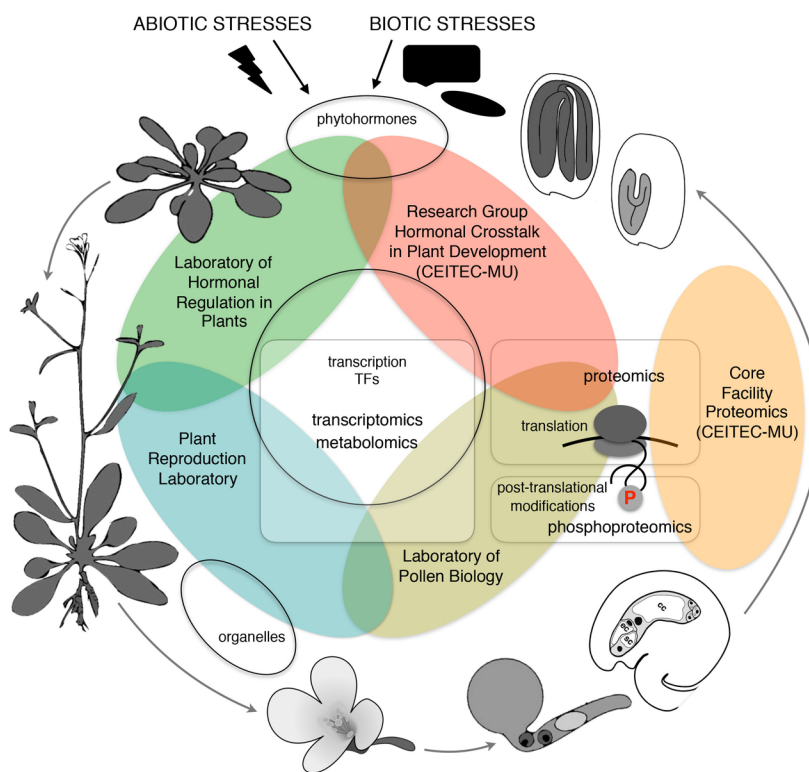 ABIOTIC STRESSES
BIOTIC STRESSES
phytohormones
Research Group
Hormonal Crosstalk
in Plant Development
(CEITEC-MU)
Laboratory of
Hormonal
Regulation in
Plants
transcription
TFs
transcriptomics
metabolomics
proteomics
translation
Core
Facility
Proteomics
(CEITEC-MU)
Plant
Reproduction
Laboratory
post-translational
modifications
P
phosphoproteomics
Laboratory of
Pollen Biology
organelles
cc
ec
sc